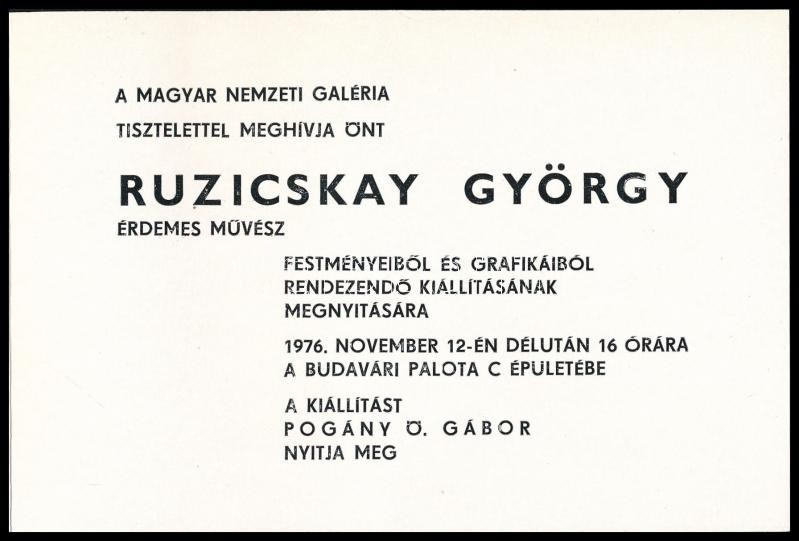 A MAGYAR NEMZETI GALÉRIA
TISZTELETTEL MEGHÍVJA ÖNT
RUZICSKAY GYÖRGY
ÉRDEMES MŰVÉSZ
FESTMÉNYEIBŐL ÉS GRAFIKÁIBÓL
RENDEZENDŐ KIÁLLÍTÁSÁNAK
MEGNYITÁSÁRA
1976. NOVEMBER 12-ÉN DÉLUTÁN 16 ÓRÁRA
A BUDAVÁRI PALOTA C ÉPÜLETÉBE
A KIÁLLÍTÁST
POGÁNY Ö. GÁBOR
NYITJA MEG